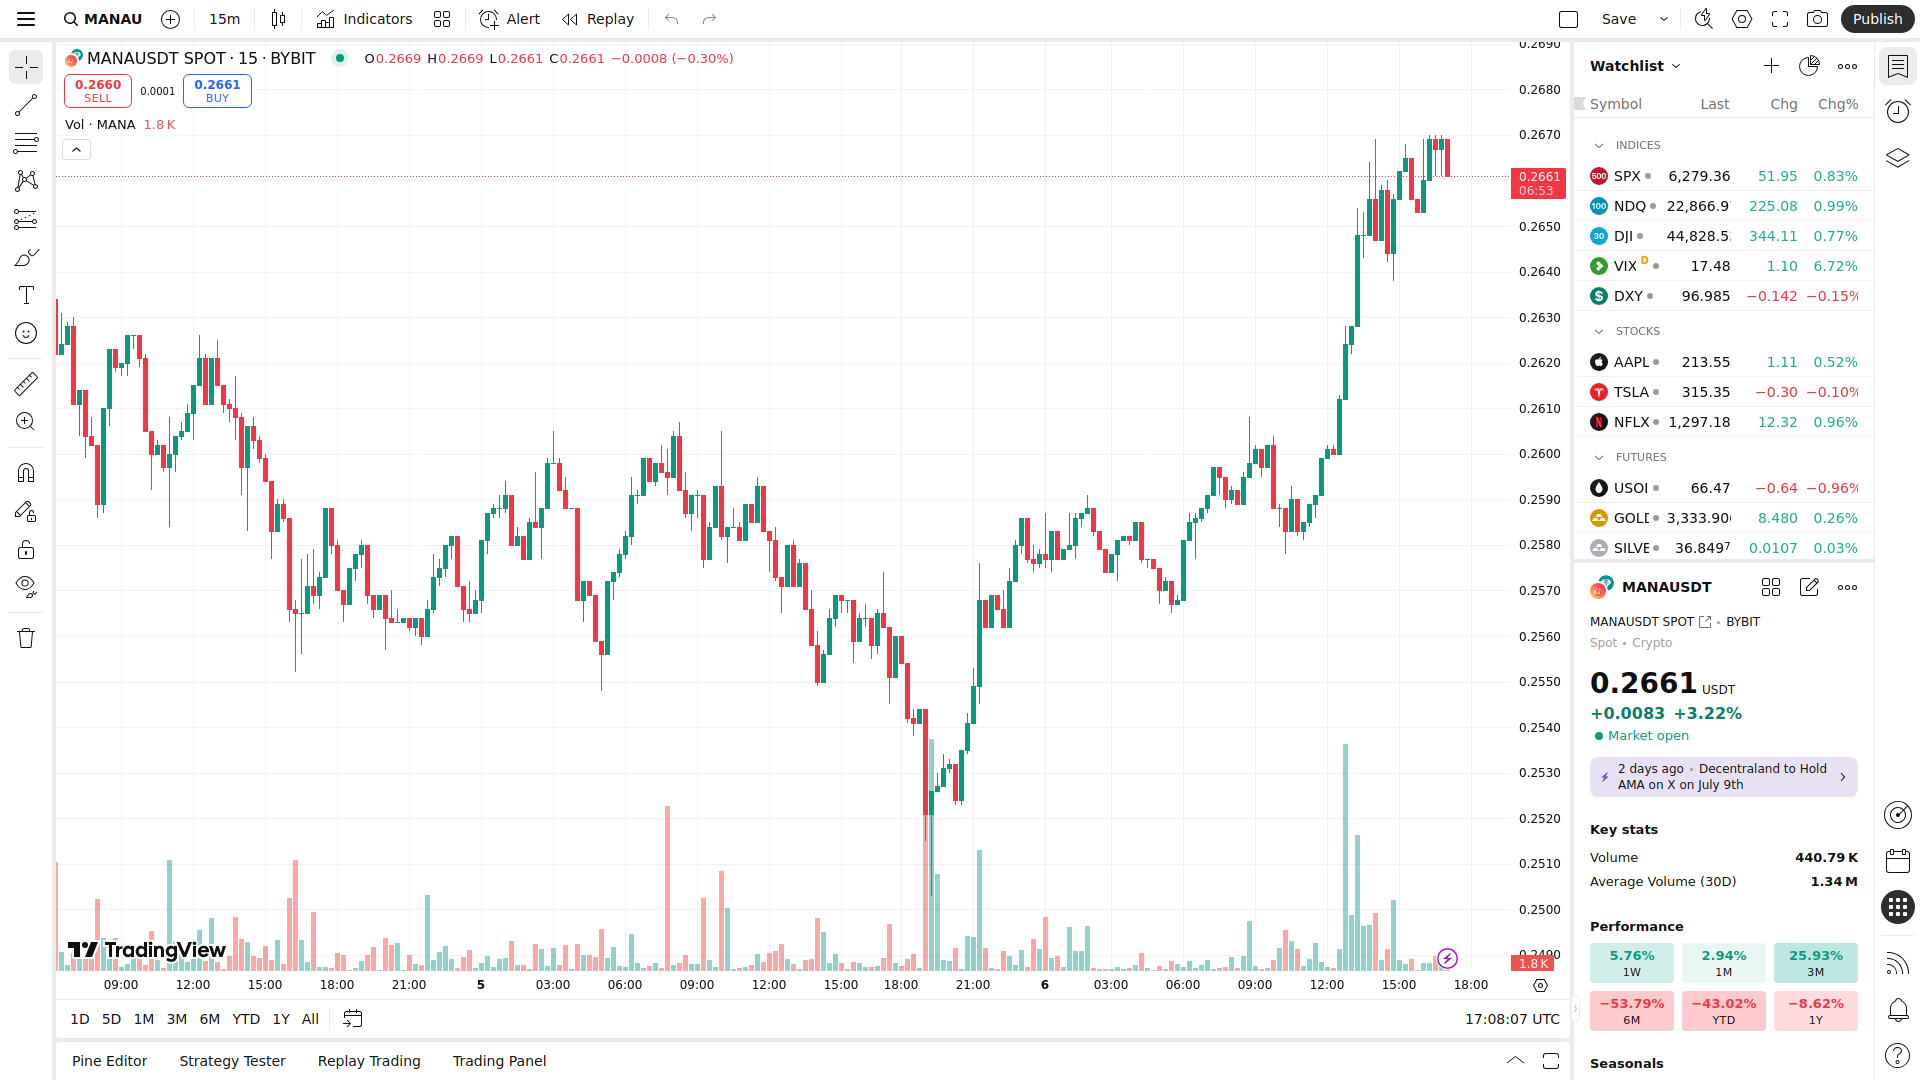 MANAU
15m
Indicators
Alert
Replay
Save
Publish
MANAUSDT SPOT · 15 · BYBIT
O0.2669 H0.2669 L0.2661 C0.2661 −0.0008 (−0.30%)
0.2660
SELL
0.0001
0.2661
BUY
Vol · MANA 1.8 K
0.2690
0.2680
0.2670
0.2661
06:53
0.2650
0.2640
0.2630
0.2620
0.2610
0.2600
0.2590
0.2580
0.2570
0.2560
0.2550
0.2540
0.2530
0.2520
0.2510
0.2500
1.8 K
TradingView
09:00 12:00 15:00 18:00 21:00 5 03:00 06:00 09:00 12:00 15:00 18:00 21:00 6 03:00 06:00 09:00 12:00 15:00 18:00
1D 5D 1M 3M 6M YTD 1Y All
17:08:07 UTC
Pine Editor Strategy Tester Replay Trading Trading Panel
Watchlist
Symbol Last Chg Chg%
INDICES
500 SPX 6,279.36 51.95 0.83%
100 NDQ 22,866.9 225.08 0.99%
30 DJI 44,828.5 344.11 0.77%
VIX D 17.48 1.10 6.72%
$ DXY 96.985 −0.142 −0.15%
STOCKS
AAPL 213.55 1.11 0.52%
TSLA 315.35 −0.30 −0.10%
N NFLX 1,297.18 12.32 0.96%
FUTURES
USOI 66.47 −0.64 −0.96%
GOLD 3,333.90 8.480 0.26%
SILVE 36.849⁷ 0.0107 0.03%
MANAUSDT
MANAUSDT SPOT • BYBIT
Spot • Crypto
0.2661 USDT
+0.0083 +3.22%
Market open
2 days ago • Decentraland to Hold
AMA on X on July 9th
Key stats
Volume 440.79 K
Average Volume (30D) 1.34 M
Performance
5.76% 2.94% 25.93%
1W 1M 3M
−53.79% −43.02% −8.62%
6M YTD 1Y
Seasonals